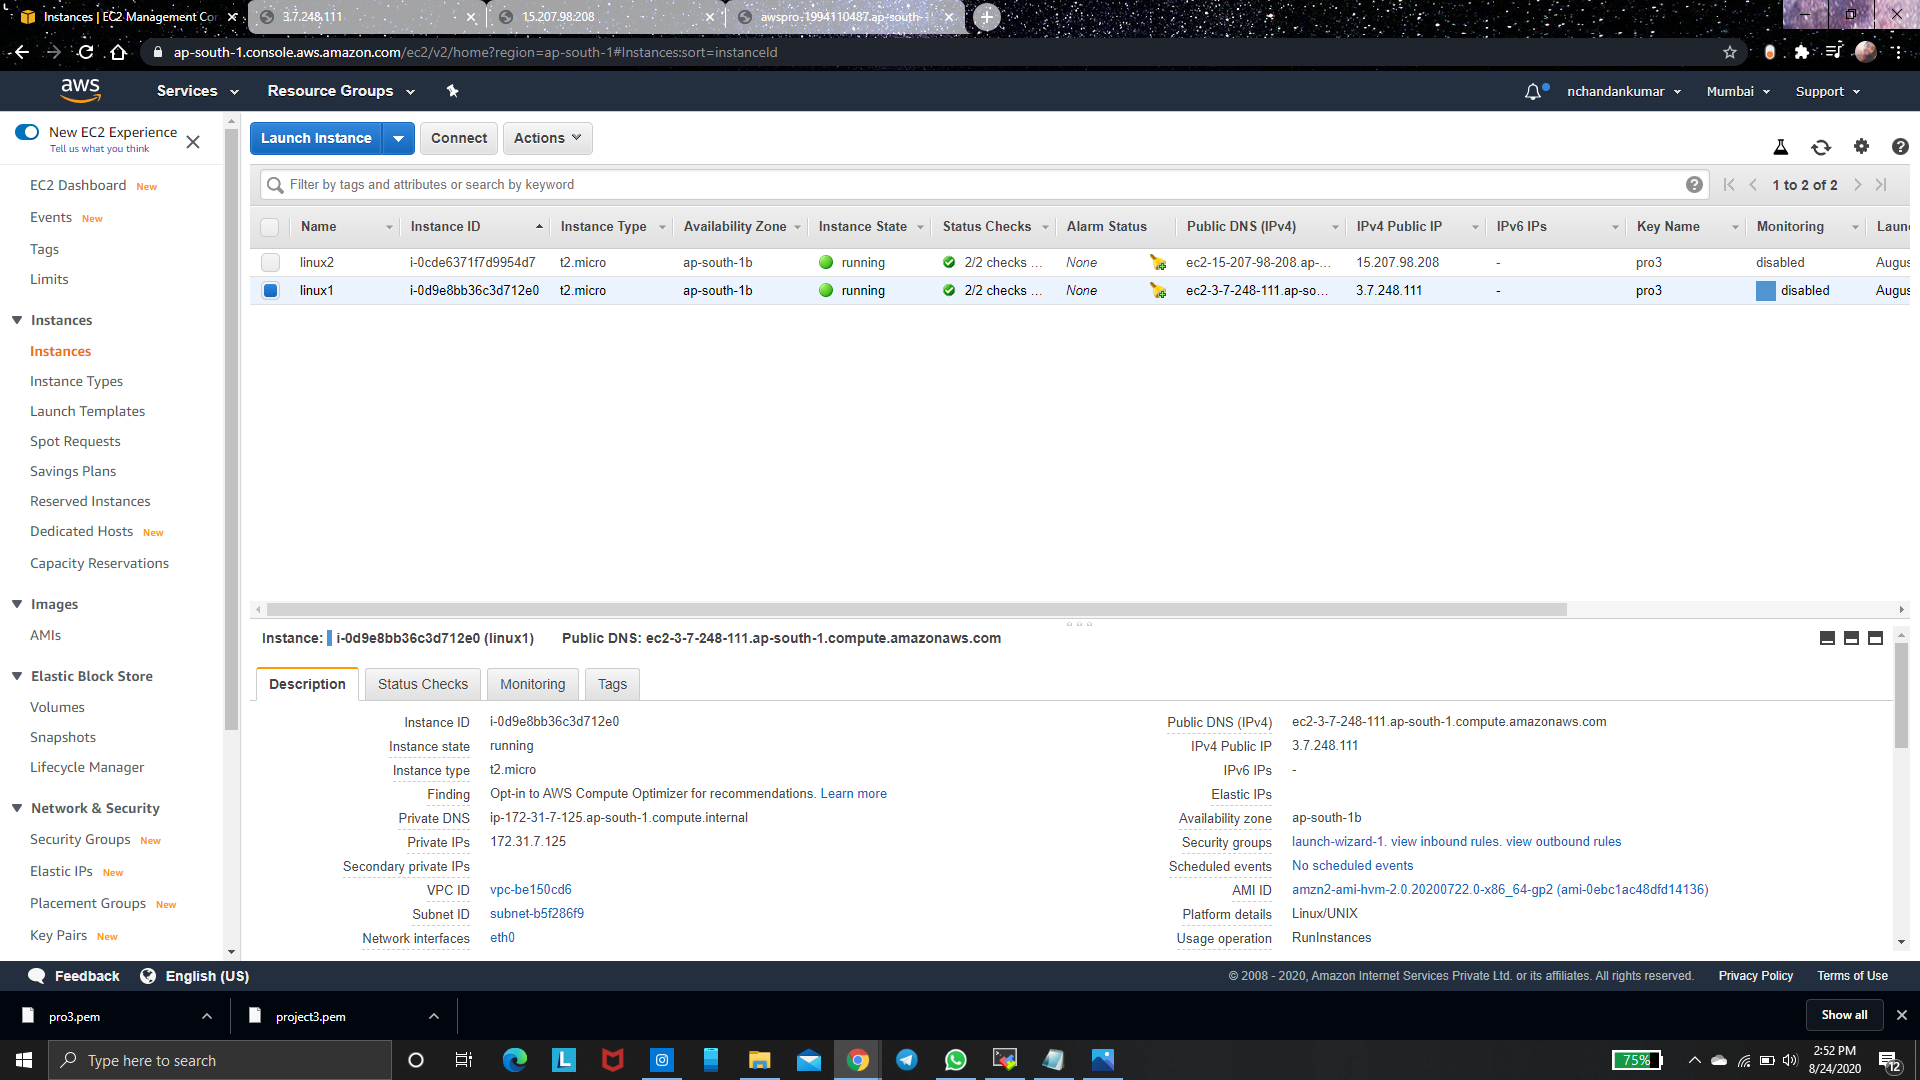 Instances | EC2 Management Co
3.7.248.111
15.207.98.208
awspro-1994110487.ap-south-1
ap-south-1.console.aws.amazon.com/ec2/v2/home?region=ap-south-1#Instances:sort=instanceId
aws
Services
Resource Groups
nchandankumar
Mumbai
Support
New EC2 Experience
Tell us what you think
Launch Instance
Connect
Actions
Filter by tags and attributes or search by keyword
1 to 2 of 2
Name Instance ID Instance Type Availability Zone Instance State Status Checks Alarm Status Public DNS (IPv4) IPv4 Public IP IPv6 IPs Key Name Monitoring Laun
linux2 i-0cde6371f7d9954d7 t2.micro ap-south-1b running 2/2 checks ... None ec2-15-207-98-208.ap-... 15.207.98.208 - pro3 disabled Augus
linux1 i-0d9e8bb36c3d712e0 t2.micro ap-south-1b running 2/2 checks ... None ec2-3-7-248-111.ap-so... 3.7.248.111 - pro3 disabled Augus
EC2 Dashboard New
Events New
Tags
Limits
Instances
Instances
Instance Types
Launch Templates
Spot Requests
Savings Plans
Reserved Instances
Dedicated Hosts New
Capacity Reservations
Images
AMIs
Elastic Block Store
Volumes
Snapshots
Lifecycle Manager
Network & Security
Security Groups New
Elastic IPs New
Placement Groups New
Key Pairs New
Instance: i-0d9e8bb36c3d712e0 (linux1) Public DNS: ec2-3-7-248-111.ap-south-1.compute.amazonaws.com
Description
Status Checks
Monitoring
Tags
Instance ID i-0d9e8bb36c3d712e0
Instance state running
Instance type t2.micro
Finding Opt-in to AWS Compute Optimizer for recommendations. Learn more
Private DNS ip-172-31-7-125.ap-south-1.compute.internal
Private IPs 172.31.7.125
Secondary private IPs
VPC ID vpc-be150cd6
Subnet ID subnet-b5f286f9
Network interfaces eth0
Public DNS (IPv4) ec2-3-7-248-111.ap-south-1.compute.amazonaws.com
IPv4 Public IP 3.7.248.111
IPv6 IPs -
Elastic IPs
Availability zone ap-south-1b
Security groups launch-wizard-1. view inbound rules. view outbound rules
Scheduled events No scheduled events
AMI ID amzn2-ami-hvm-2.0.20200722.0-x86_64-gp2 (ami-0ebc1ac48dfd14136)
Platform details Linux/UNIX
Usage operation RunInstances
Feedback
English (US)
© 2008 - 2020, Amazon Internet Services Private Ltd. or its affiliates. All rights reserved.
Privacy Policy
Terms of Use
pro3.pem
project3.pem
Show all
Type here to search
L
75%
2:52 PM
8/24/2020
12